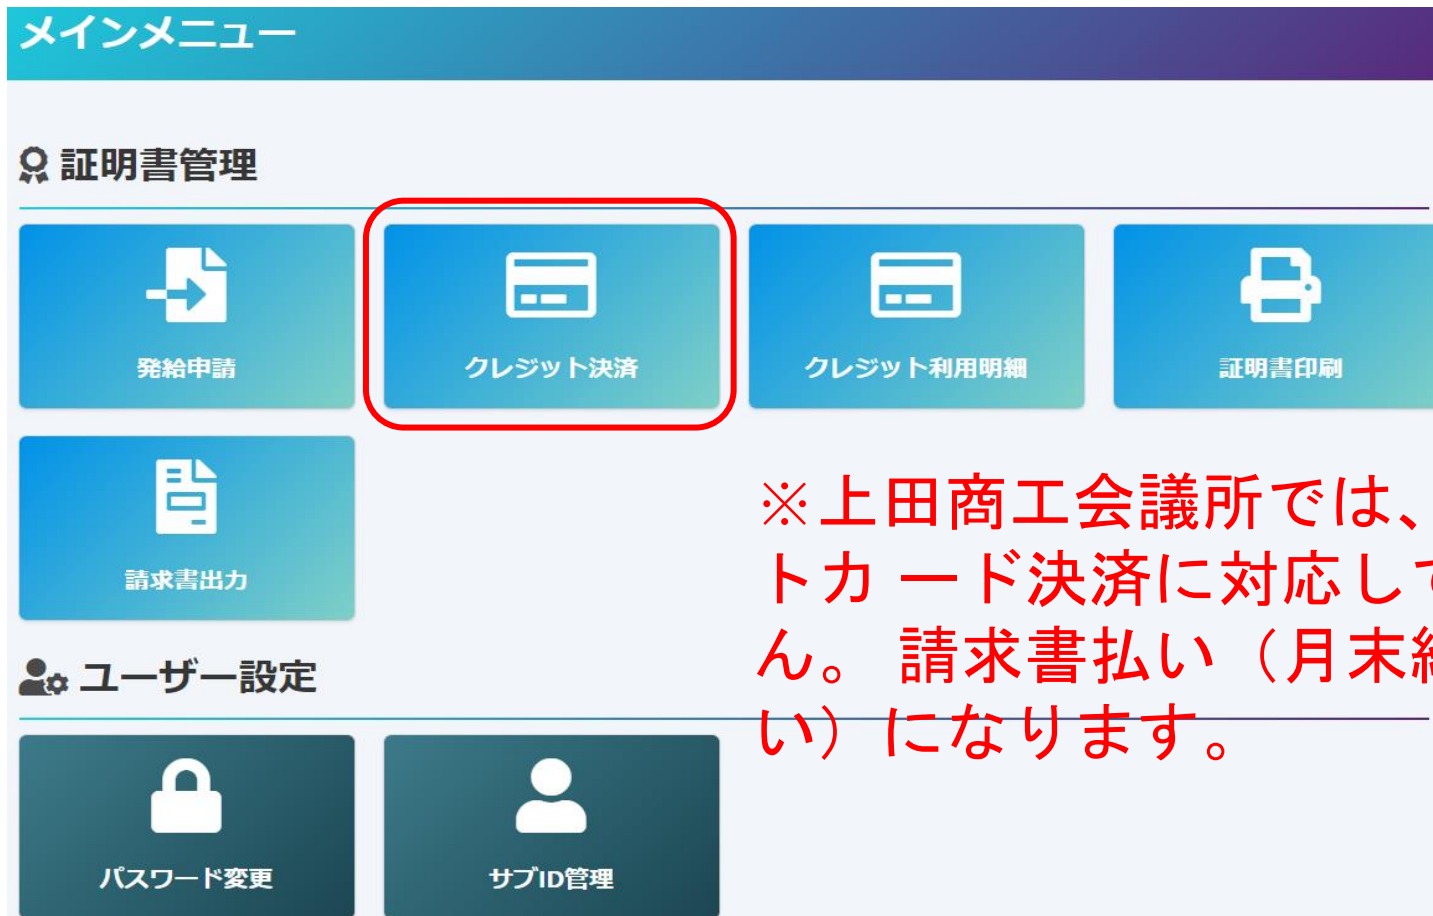 メインメニュー
証明書管理
発給申請
クレジット決済
クレジット利用明細
証明書印刷
請求書出力
※上田商工会議所では、
トカード決済に対応して
ん。 請求書払い（月末締
い）になります。
ユーザー設定
パスワード変更
サブID管理